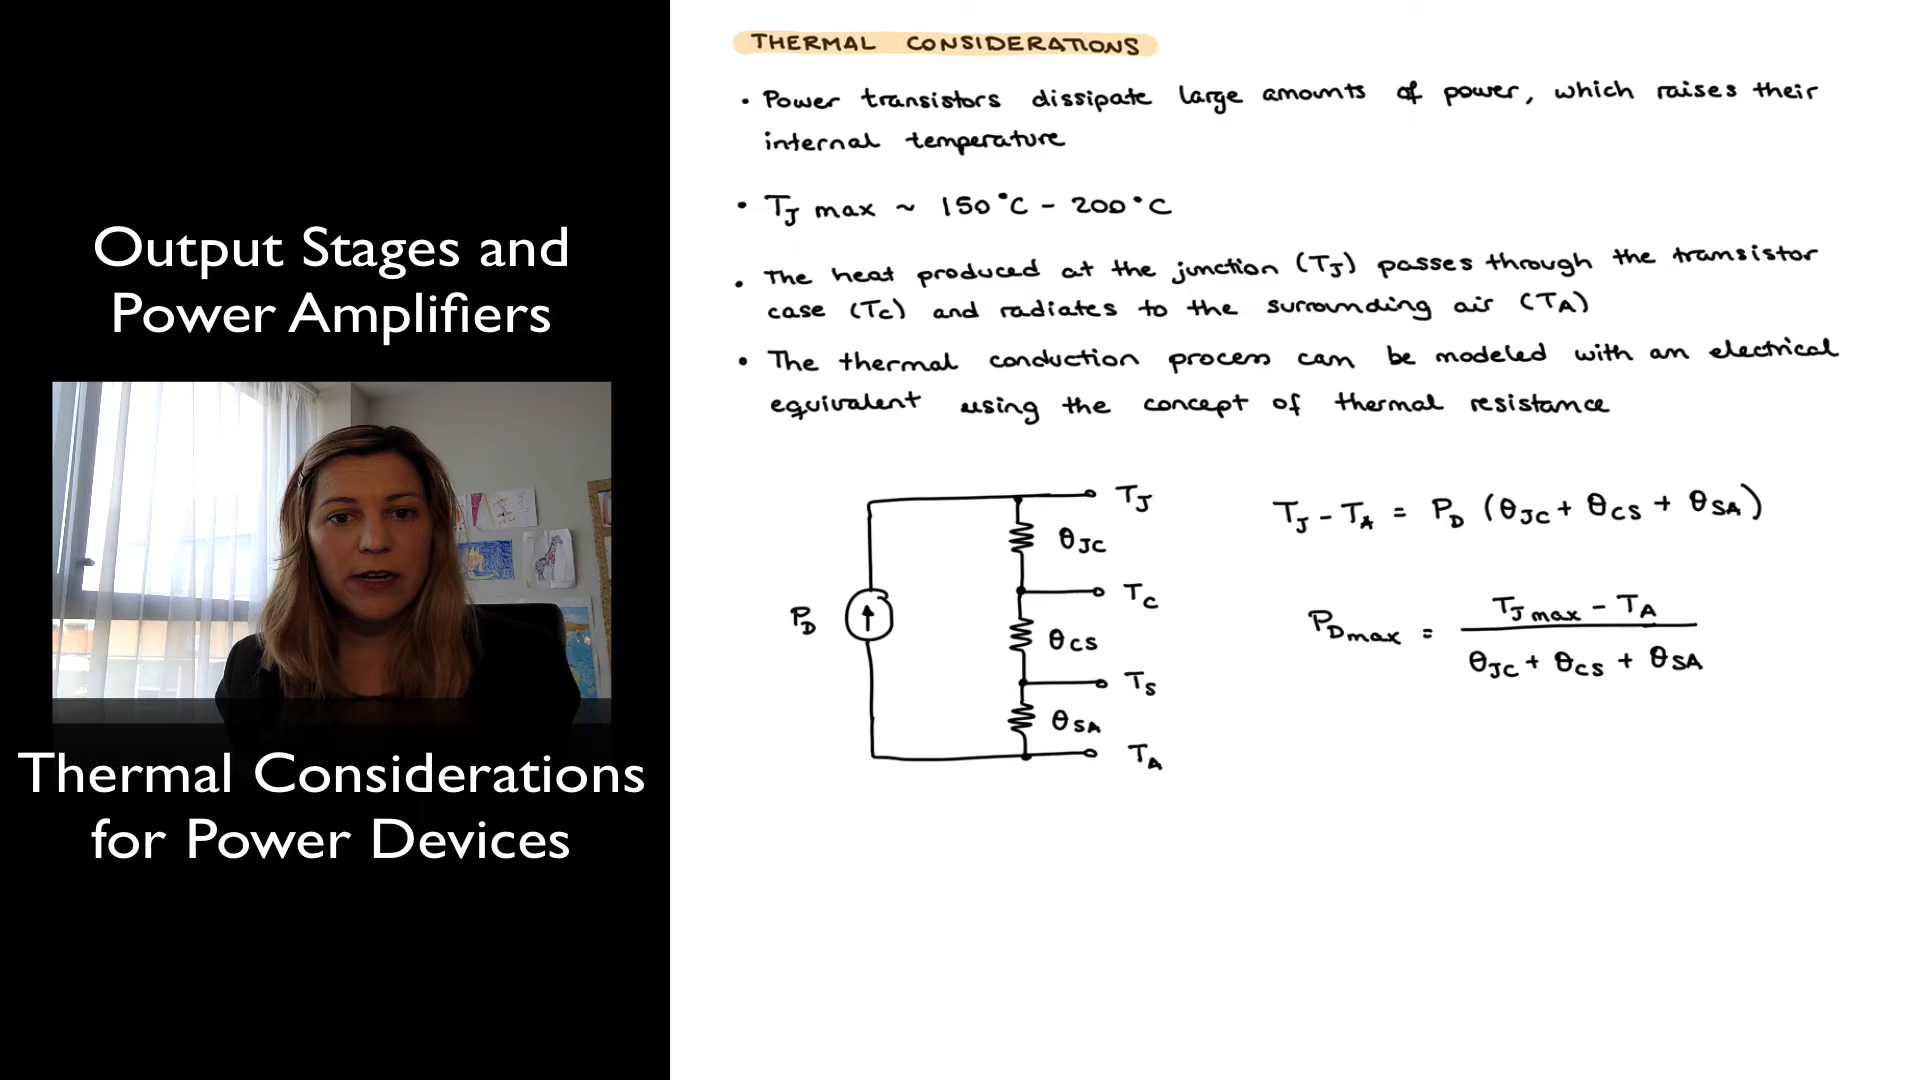 Output Stages and
Power Amplifiers
Thermal Considerations
for Power Devices
THERMAL CONSIDERATIONS
• Power transistors dissipate large amounts of power, which raises their
internal temperature
• TJ max ~ 150°C - 200°C
• The heat produced at the junction (TJ) passes through the transistor
case (TC) and radiates to the surrounding air (TA)
• The thermal conduction process can be modeled with an electrical
equivalent using the concept of thermal resistance
TJ
θJC
TC
PD
θCS
TS
θSA
TA
TJ - TA = PD (θJC + θCS + θSA)
PDmax = TJmax - TA
θJC + θCS + θSA